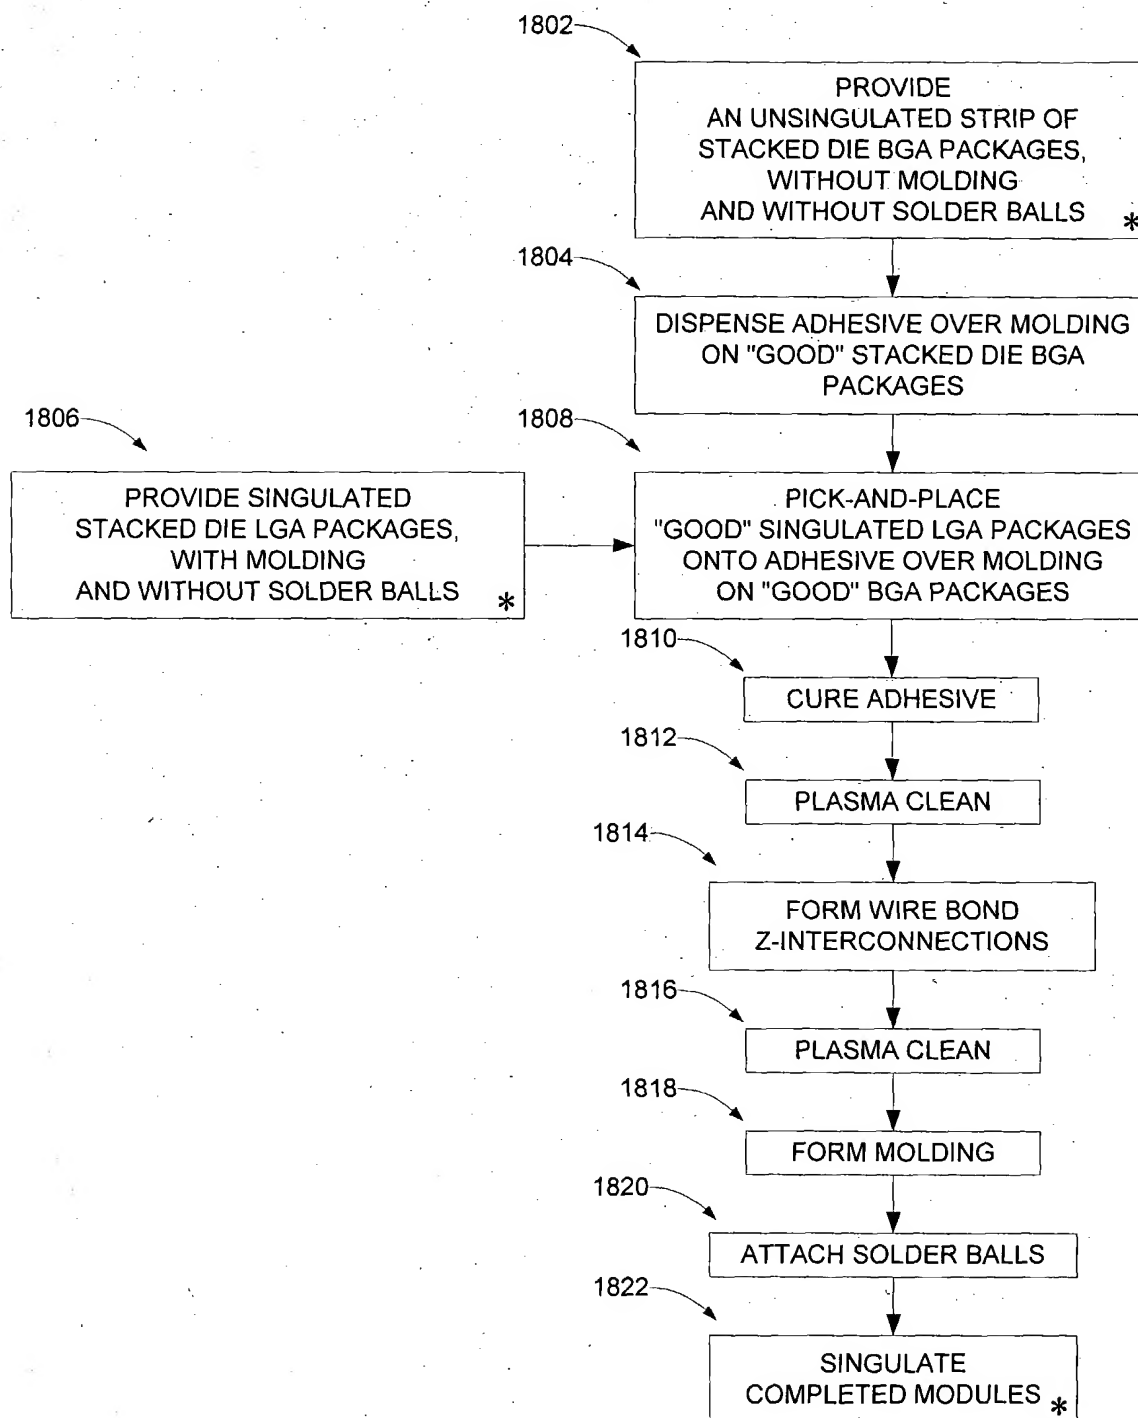 1802
PROVIDE
AN UNSINGULATED STRIP OF
STACKED DIE BGA PACKAGES,
WITHOUT MOLDING
AND WITHOUT SOLDER BALLS *
1804
DISPENSE ADHESIVE OVER MOLDING
ON "GOOD" STACKED DIE BGA
PACKAGES
1806
PROVIDE SINGULATED
STACKED DIE LGA PACKAGES,
WITH MOLDING
AND WITHOUT SOLDER BALLS *
1808
PICK-AND-PLACE
"GOOD" SINGULATED LGA PACKAGES
ONTO ADHESIVE OVER MOLDING
ON "GOOD" BGA PACKAGES
1810
CURE ADHESIVE
1812
PLASMA CLEAN
1814
FORM WIRE BOND
Z-INTERCONNECTIONS
1816
PLASMA CLEAN
1818
FORM MOLDING
1820
ATTACH SOLDER BALLS
1822
SINGULATE
COMPLETED MODULES *